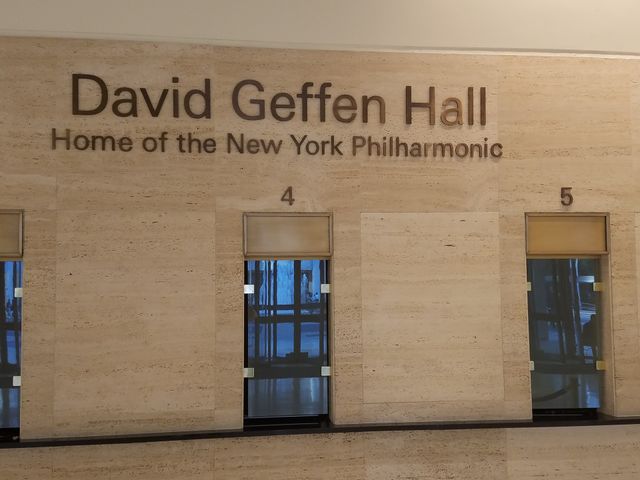 David Geffen Hall
Home of the New York Philharmonic
4
5